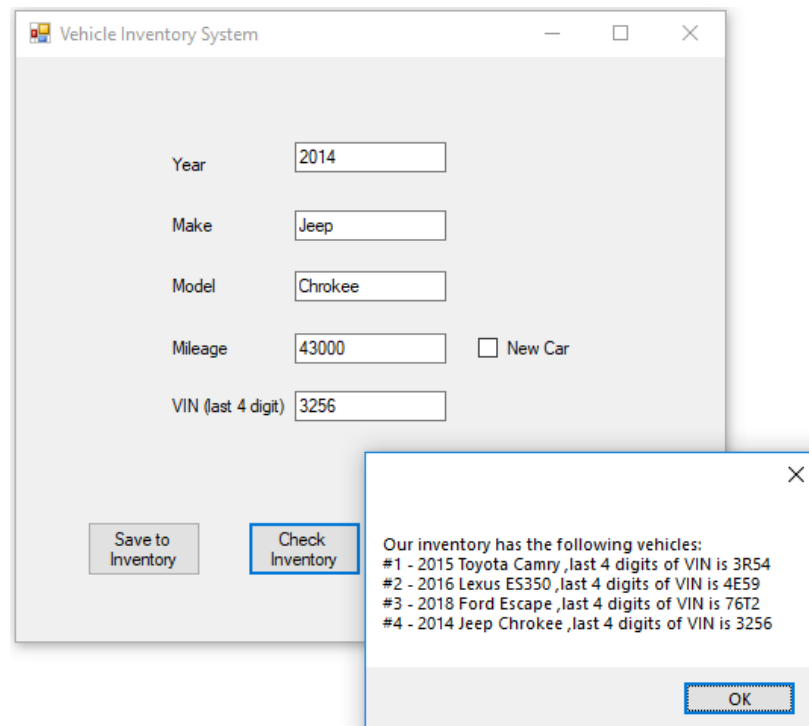 Vehicle Inventory System
Year 2014
Make Jeep
Model Chrokee
Mileage 43000 New Car
VIN (last 4 digit) 3256
Save to
Inventory
Check
Inventory
Our inventory has the following vehicles:
#1 - 2015 Toyota Camry ,last 4 digits of VIN is 3R54
#2 - 2016 Lexus ES350 ,last 4 digits of VIN is 4E59
#3 - 2018 Ford Escape ,last 4 digits of VIN is 76T2
#4 - 2014 Jeep Chrokee ,last 4 digits of VIN is 3256
OK